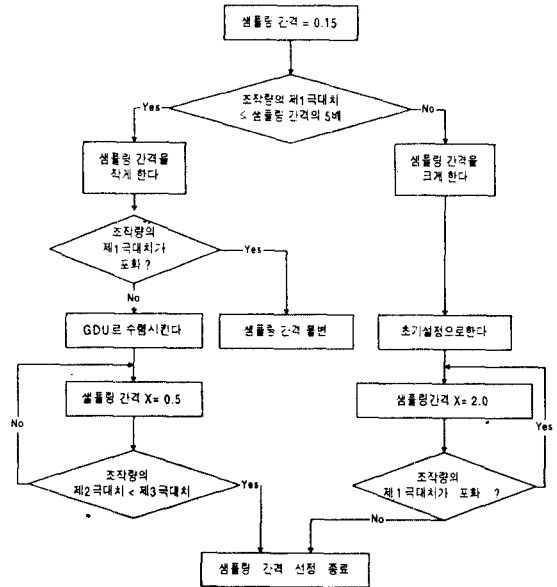 샘플링 간격 = 0.15
조작량의 제1극대치
≤ 샘플링 간격의 5배
Yes
No
샘플링 간격을
작게 한다
샘플링 간격을
크게 한다
조작량의
제1극대치가
포화 ?
Yes
No
GDU로 수렴시킨다
샘플링 간격 불변
초기설정으로한다
샘플링 간격 X= 0.5
샘플링간격 X= 2.0
No
Yes
조작량의
제2극대치 < 제3극대치
Yes
조작량의
제1극대치가 포화 ?
No
샘플링 간격 선정 종료